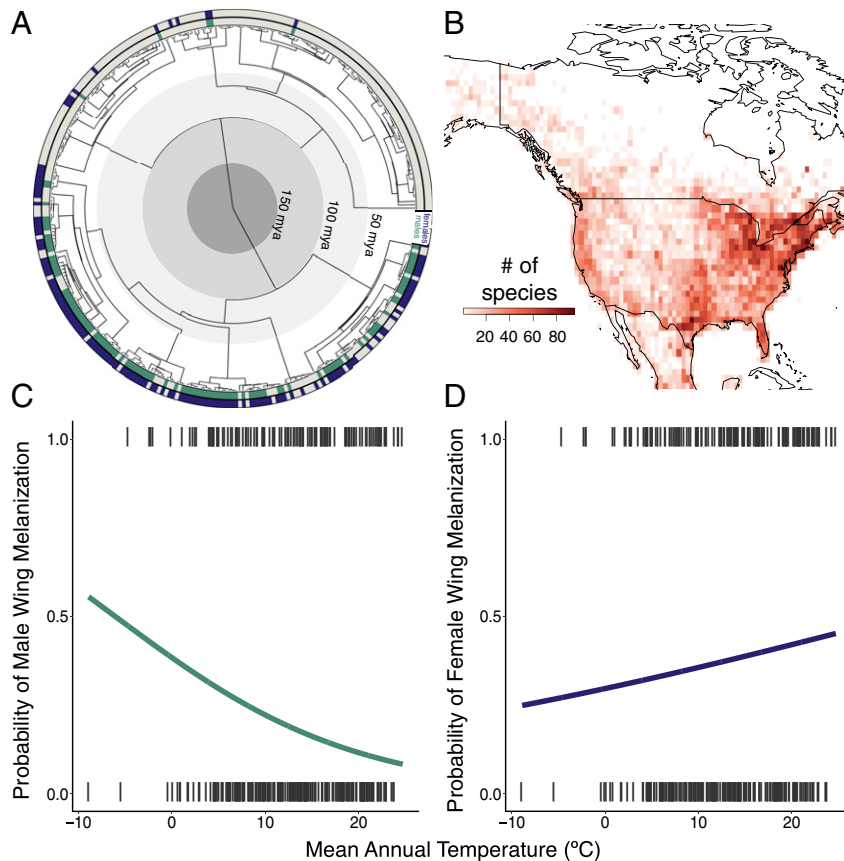 A
150 mya
100 mya
50 mya
males
females
B
# of
species
20 40 60 80
C
Probability of Male Wing Melanization
1.0
0.5
0.0
−10 0 10 20
D
Probability of Female Wing Melanization
1.0
0.5
0.0
−10 0 10 20
Mean Annual Temperature (ºC)